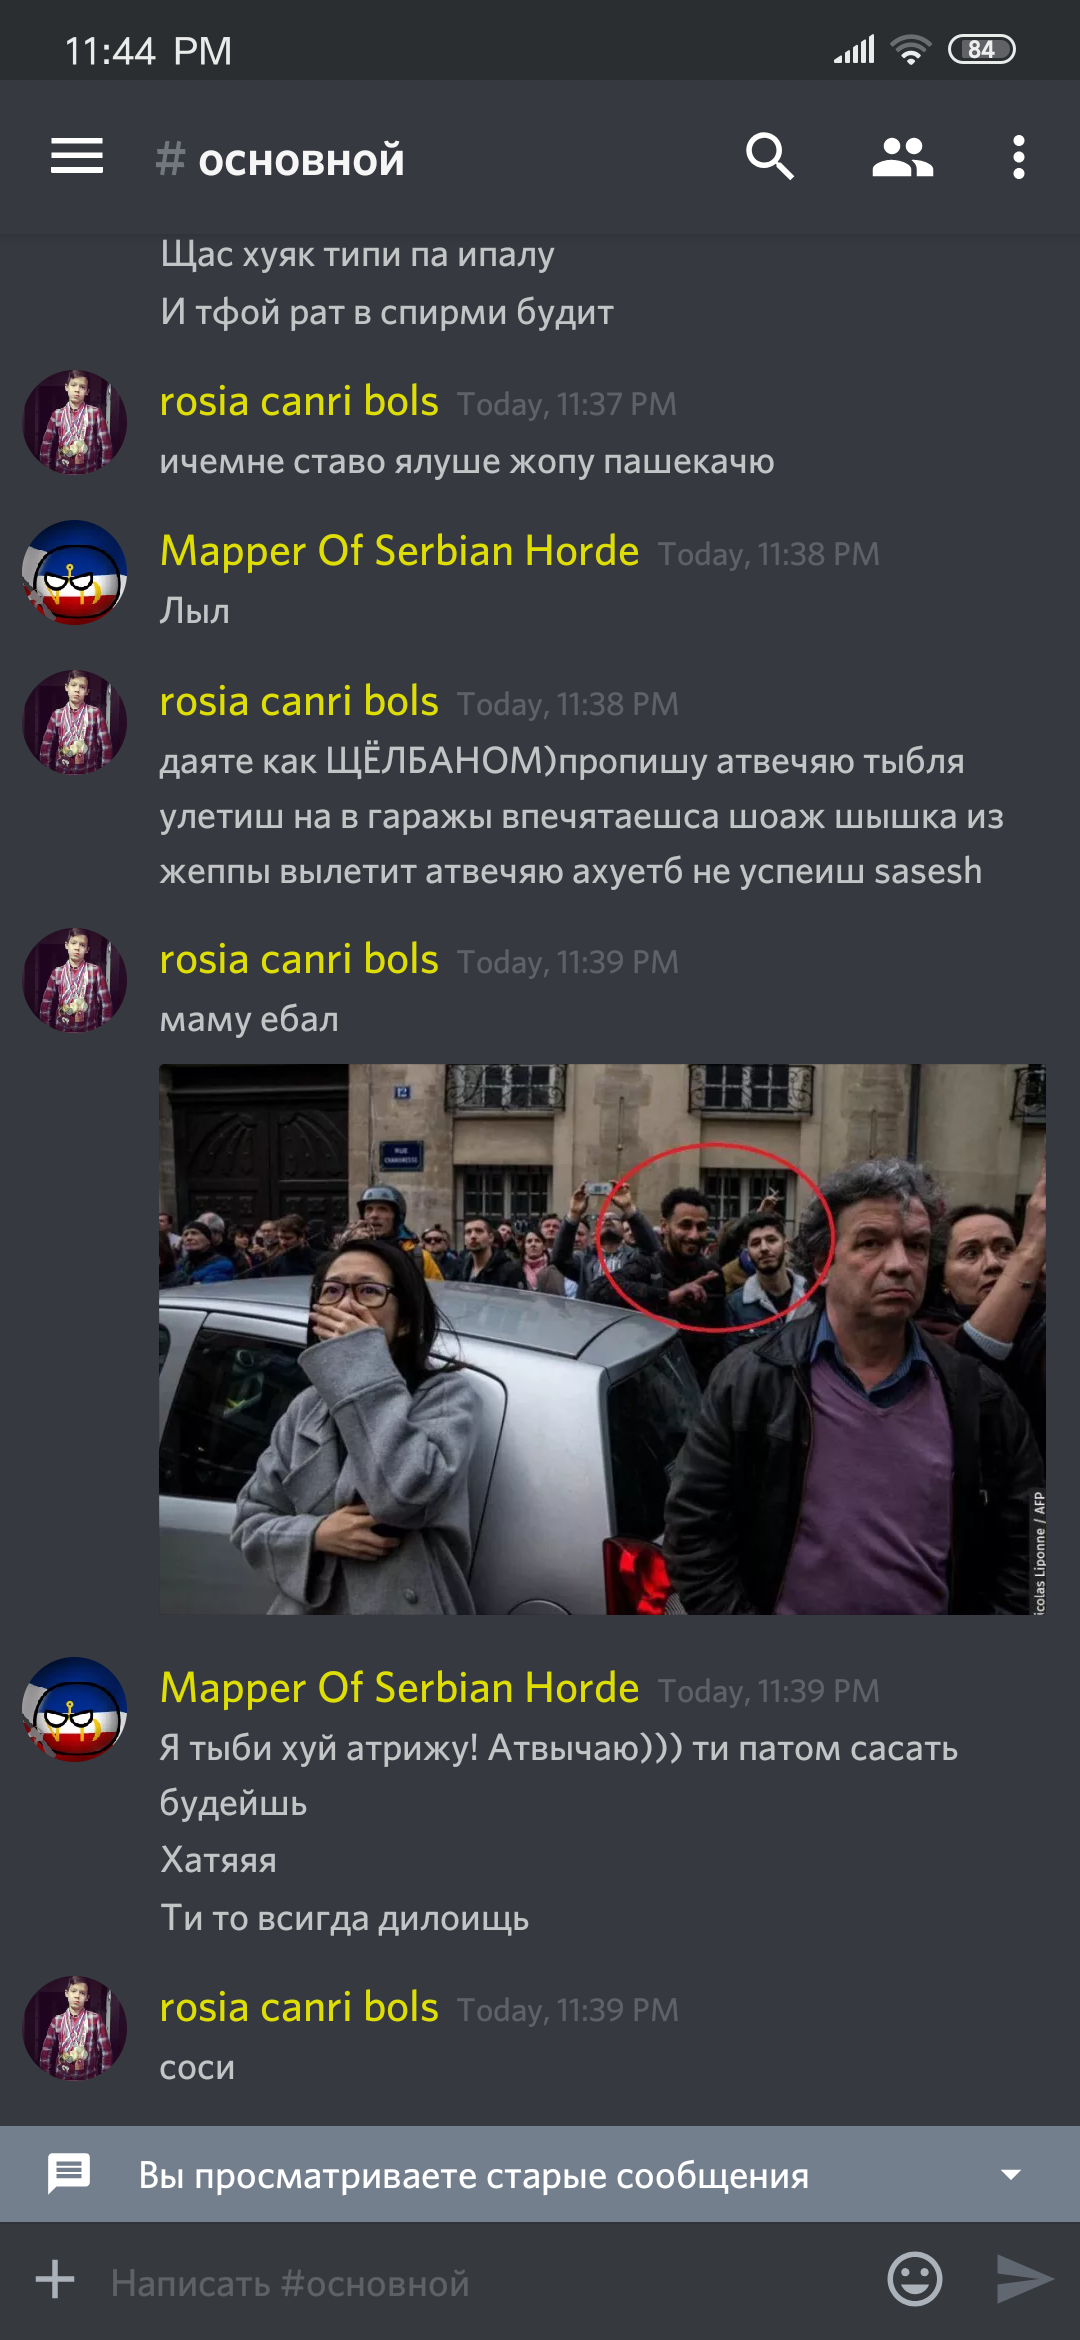 11:44 PM
84
# основной
Щас хуяк типи па ипалу
И тфой рат в спирми будит
rosia canri bols Today, 11:37 PM
ичемне ставо ялуше жопу пашекачю
Mapper Of Serbian Horde Today, 11:38 PM
Лыл
rosia canri bols Today, 11:38 PM
даяте как ЩЁЛБАНОМ)пропишу атвечяю тыбля
улетиш на в гаражы впечятаешса шоаж шышка из
жеппы вылетит атвечяю ахуетб не успеиш sasesh
rosia canri bols Today, 11:39 PM
маму ебал
12
RUE
CHANOINESSE
icolas Liponne / AFP
Mapper Of Serbian Horde Today, 11:39 PM
Я тыби хуй атрижу! Атвычаю))) ти патом сасать
будейшь
Хатяяя
Ти то всигда дилоищь
rosia canri bols Today, 11:39 PM
соси
Вы просматриваете старые сообщения
Написать #основной